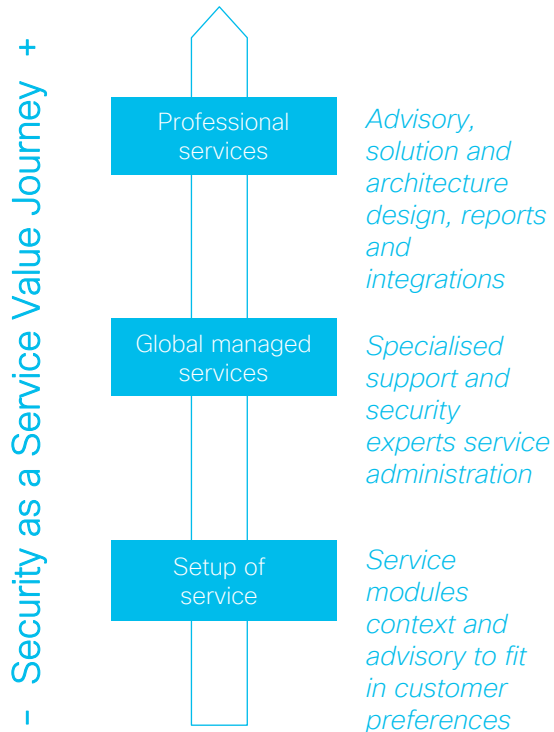 - Security as a Service Value Journey +
Professional
services
Advisory,
solution and
architecture
design, reports
and
integrations
Global managed
services
Specialised
support and
security
experts service
administration
Setup of
service
Service
modules
context and
advisory to fit
in customer
preferences